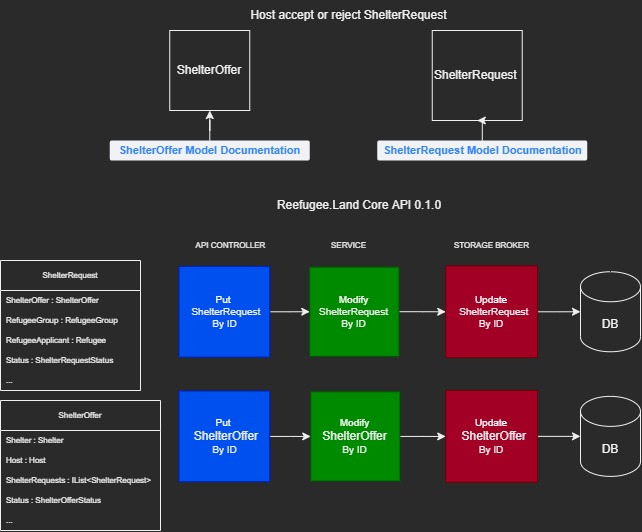 Host accept or reject ShelterRequest
ShelterOffer
ShelterRequest
ShelterOffer Model Documentation
ShelterRequest Model Documentation
Reefugee.Land Core API 0.1.0
API CONTROLLER
SERVICE
STORAGE BROKER
ShelterRequest
ShelterOffer : ShelterOffer
RefugeeGroup : RefugeeGroup
RefugeeApplicant : Refugee
Status : ShelterRequestStatus
...
Put
ShelterRequest
By ID
Modify
ShelterRequest
By ID
Update
ShelterRequest
By ID
DB
ShelterOffer
Shelter : Shelter
Host : Host
ShelterRequests : IList<ShelterRequest>
Status : ShelterOfferStatus
...
Put
ShelterOffer
By ID
Modify
ShelterOffer
By ID
Update
ShelterOffer
By ID
DB